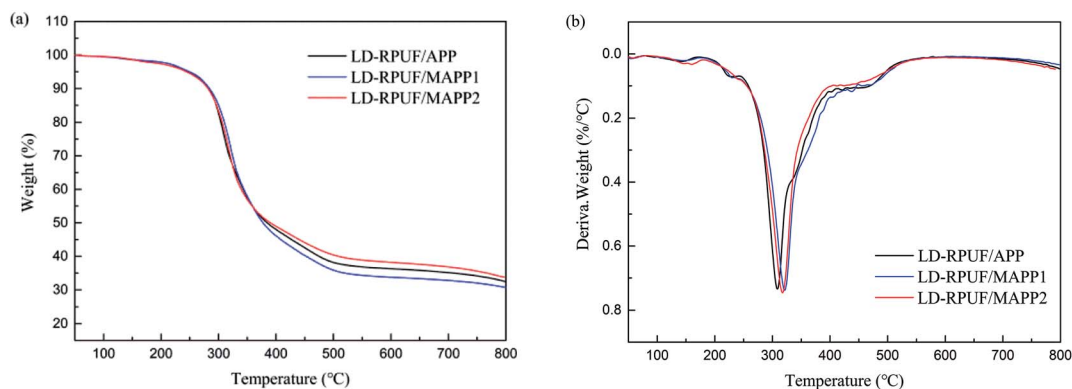 (a)
110
100
90
80
70
60
50
40
30
20
Weight (%)
100
200
300
400
500
600
700
800
Temperature (℃)
LD-RPUF/APP
LD-RPUF/MAPP1
LD-RPUF/MAPP2
(b)
0.0
0.2
0.4
0.6
0.8
Deriva.Weight (%/℃)
100
200
300
400
500
600
700
800
Temperature (℃)
LD-RPUF/APP
LD-RPUF/MAPP1
LD-RPUF/MAPP2